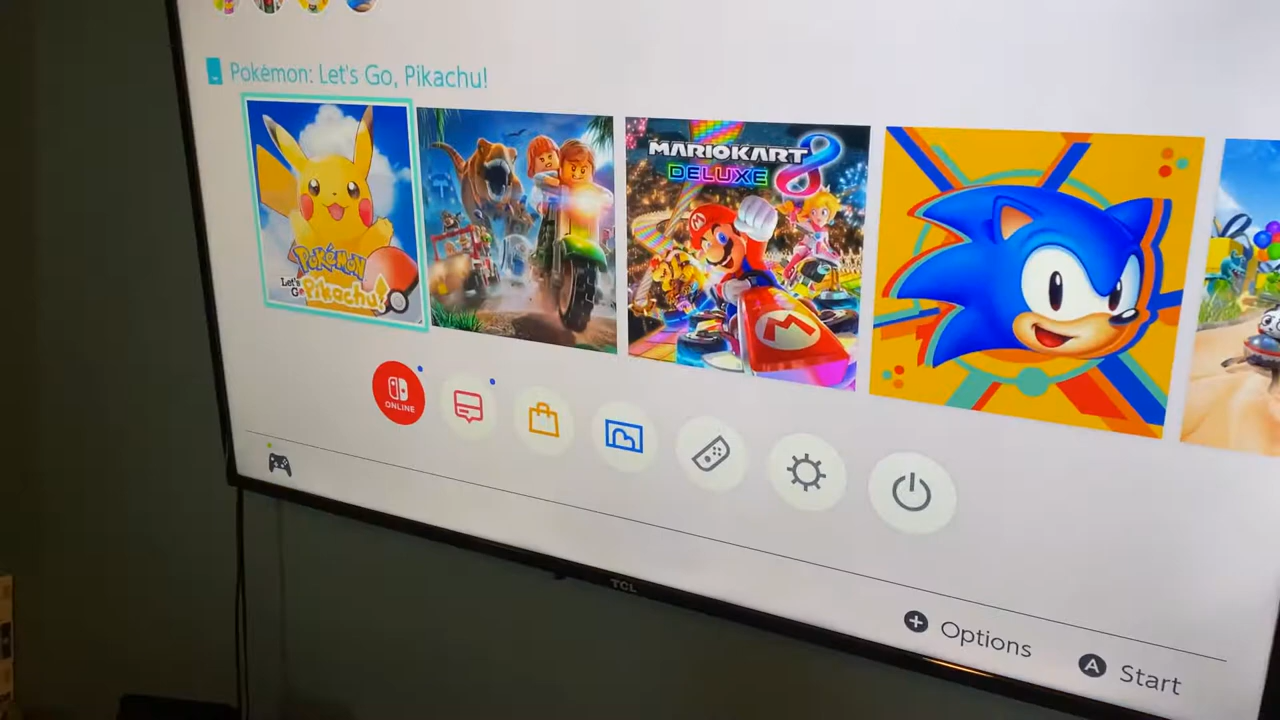 Pokémon: Let's Go, Pikachu!
POKÉMON
Let's Go
Pikachu!
MARIOKART 8
DELUXE
M
ONLINE
TCL
+ Options
A Start